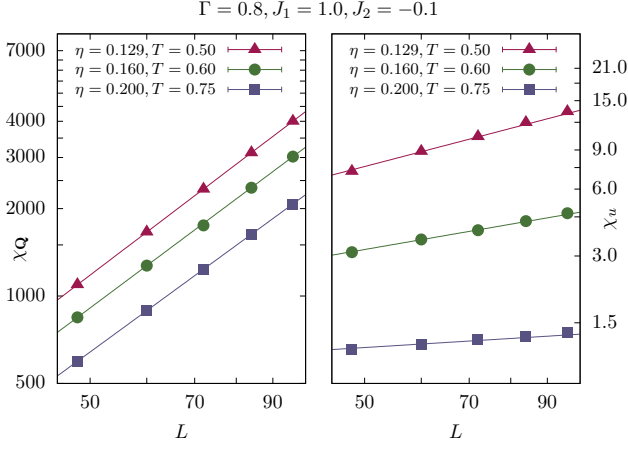 Γ = 0.8, J₁ = 1.0, J₂ = −0.1
η = 0.129, T = 0.50
η = 0.160, T = 0.60
η = 0.200, T = 0.75
7000
4000
3000
2000
1000
500
χ_Q
50
70
90
L
η = 0.129, T = 0.50
η = 0.160, T = 0.60
η = 0.200, T = 0.75
21.0
15.0
9.0
6.0
3.0
1.5
χ_u
50
70
90
L